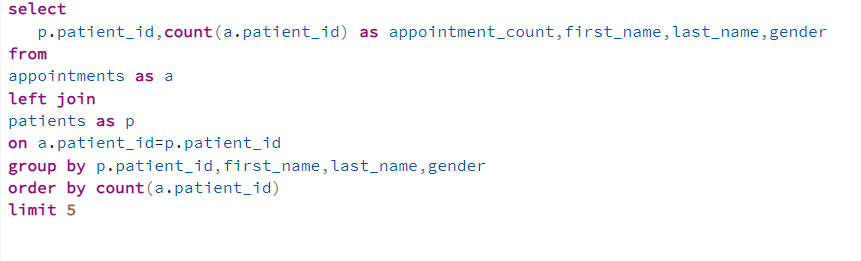 select
p.patient_id,count(a.patient_id) as appointment_count,first_name,last_name,gender
from
appointments as a
left join
patients as p
on a.patient_id=p.patient_id
group by p.patient_id,first_name,last_name,gender
order by count(a.patient_id)
limit 5